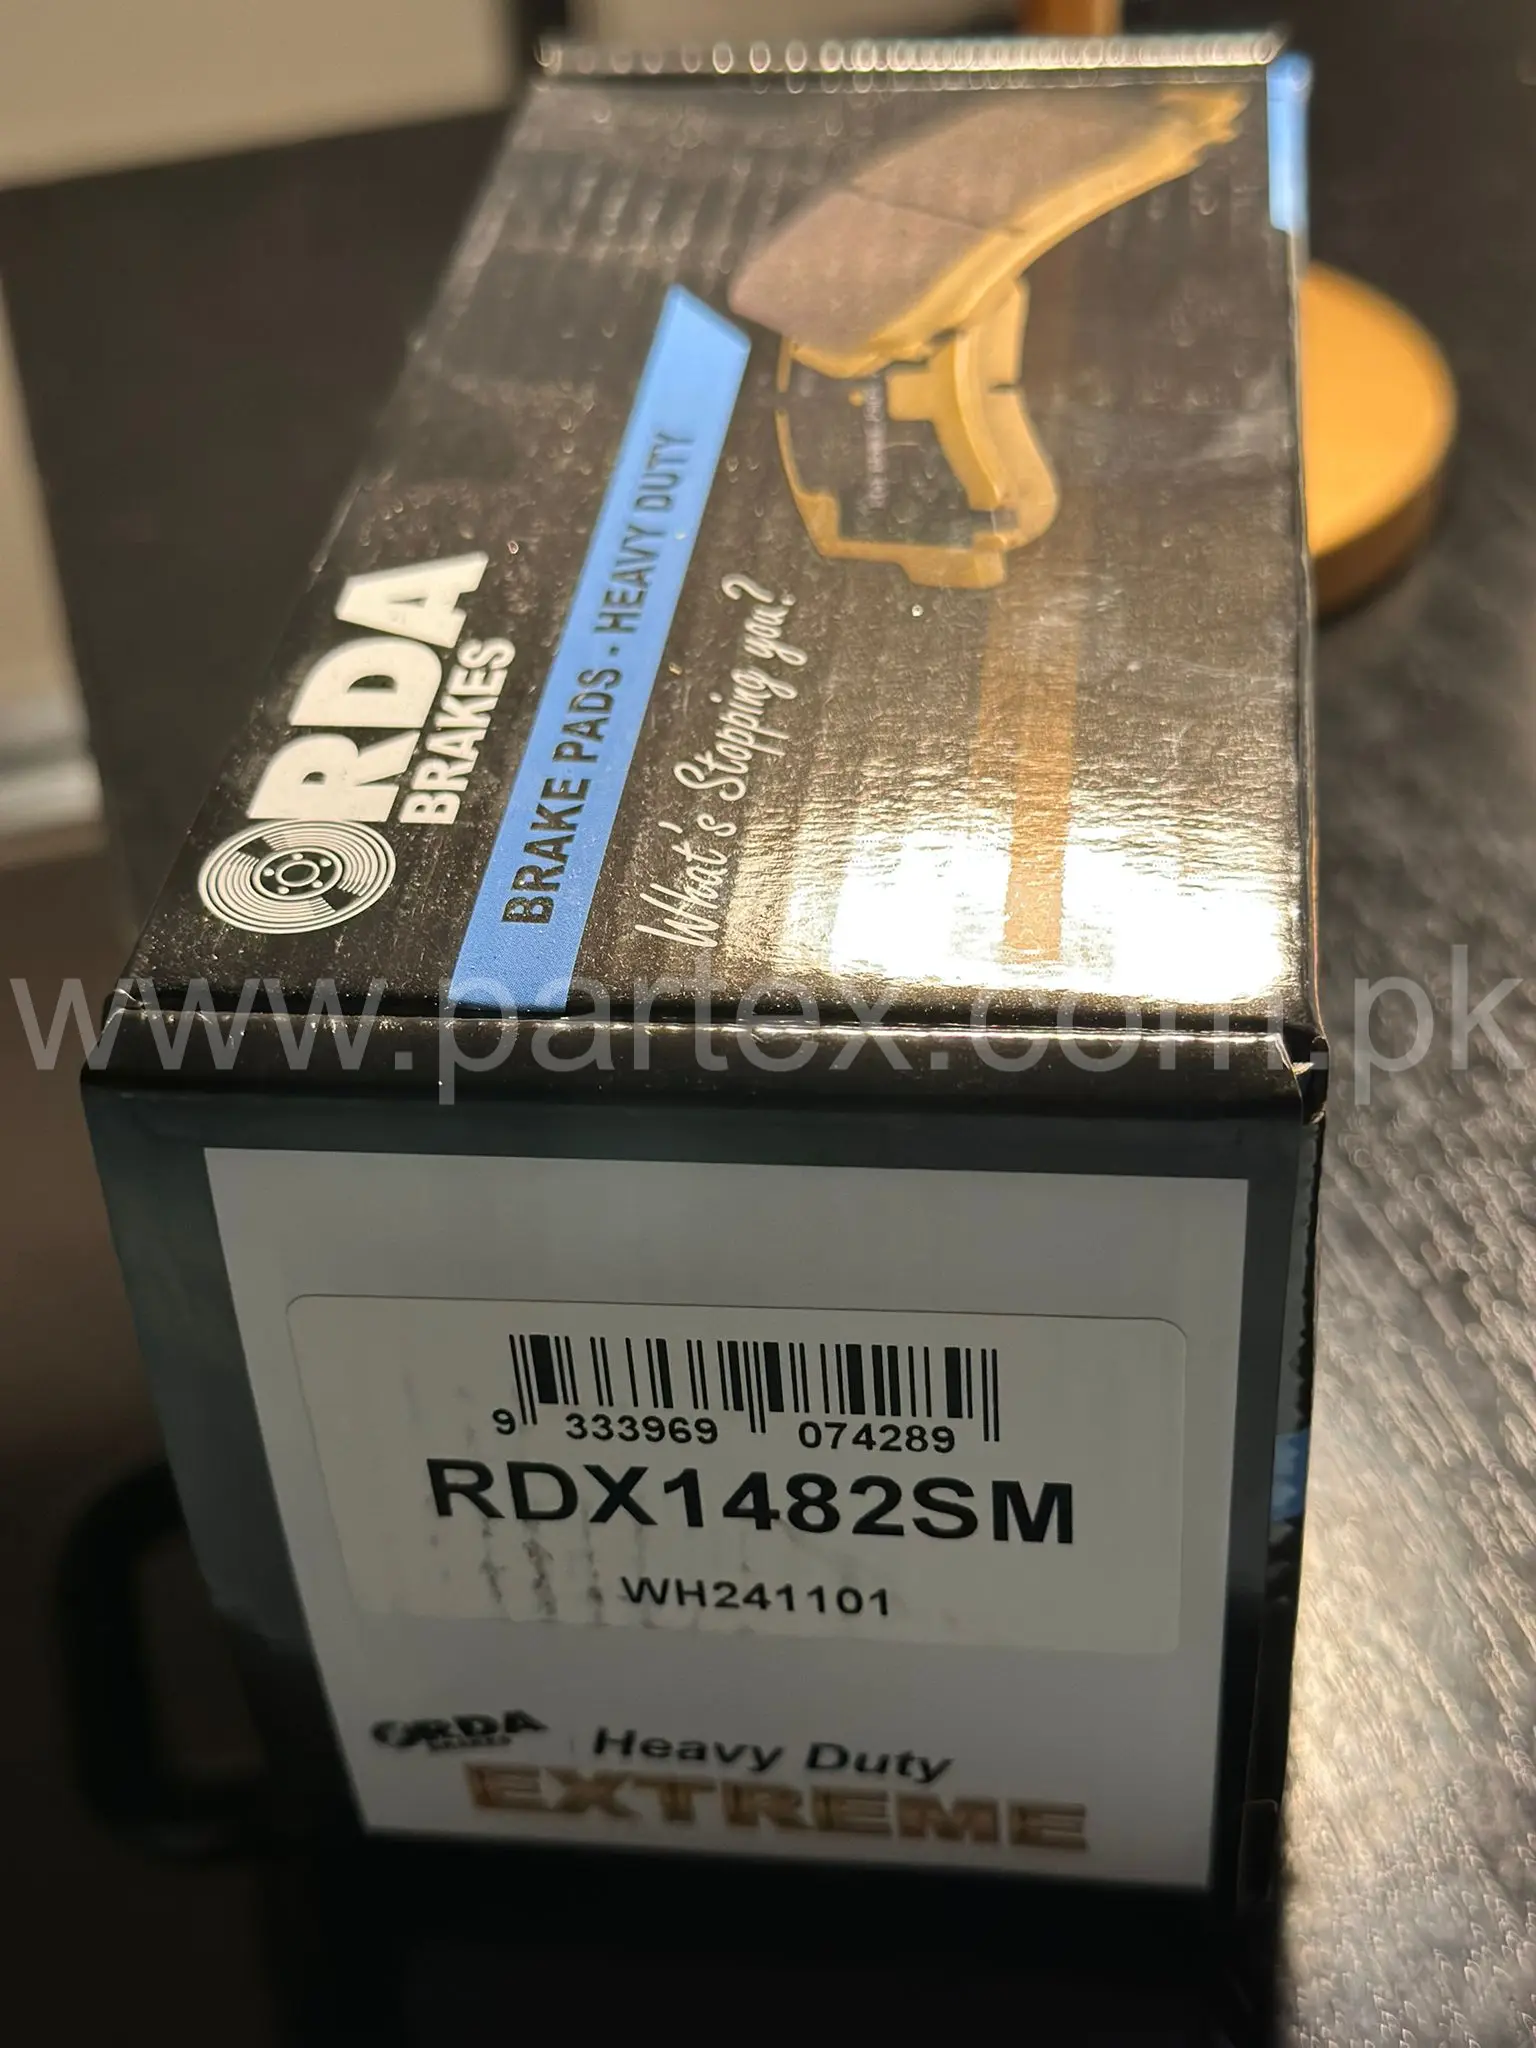 RDA
BRAKES
BRAKE PADS - HEAVY DUTY
What's Stopping you?
www.partex.com.pk
9 333969 074289
RDX1482SM
WH241101
RDA
BRAKES
Heavy Duty
EXTREME